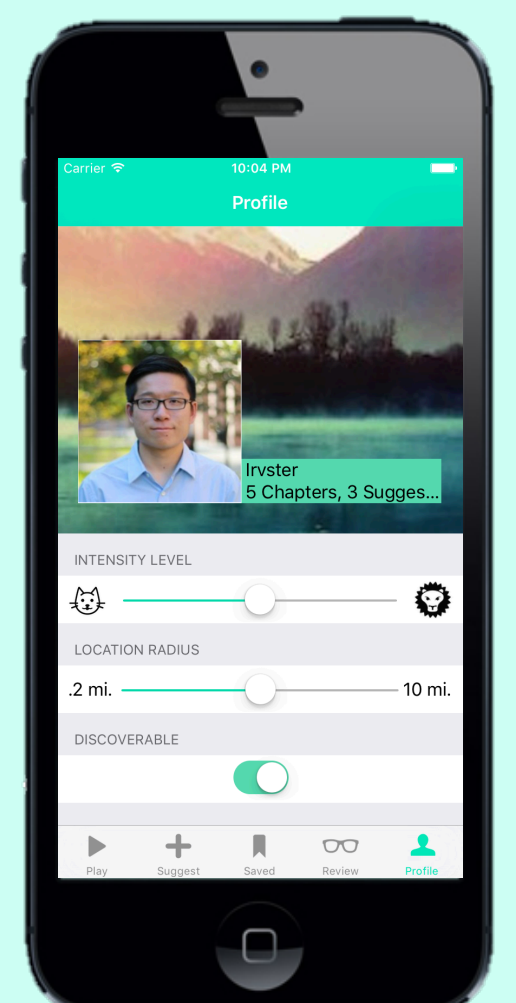 Carrier 10:04 PM
Profile
Irvster
5 Chapters, 3 Sugges...
INTENSITY LEVEL
LOCATION RADIUS
.2 mi. 10 mi.
DISCOVERABLE
Play Suggest Saved Review Profile